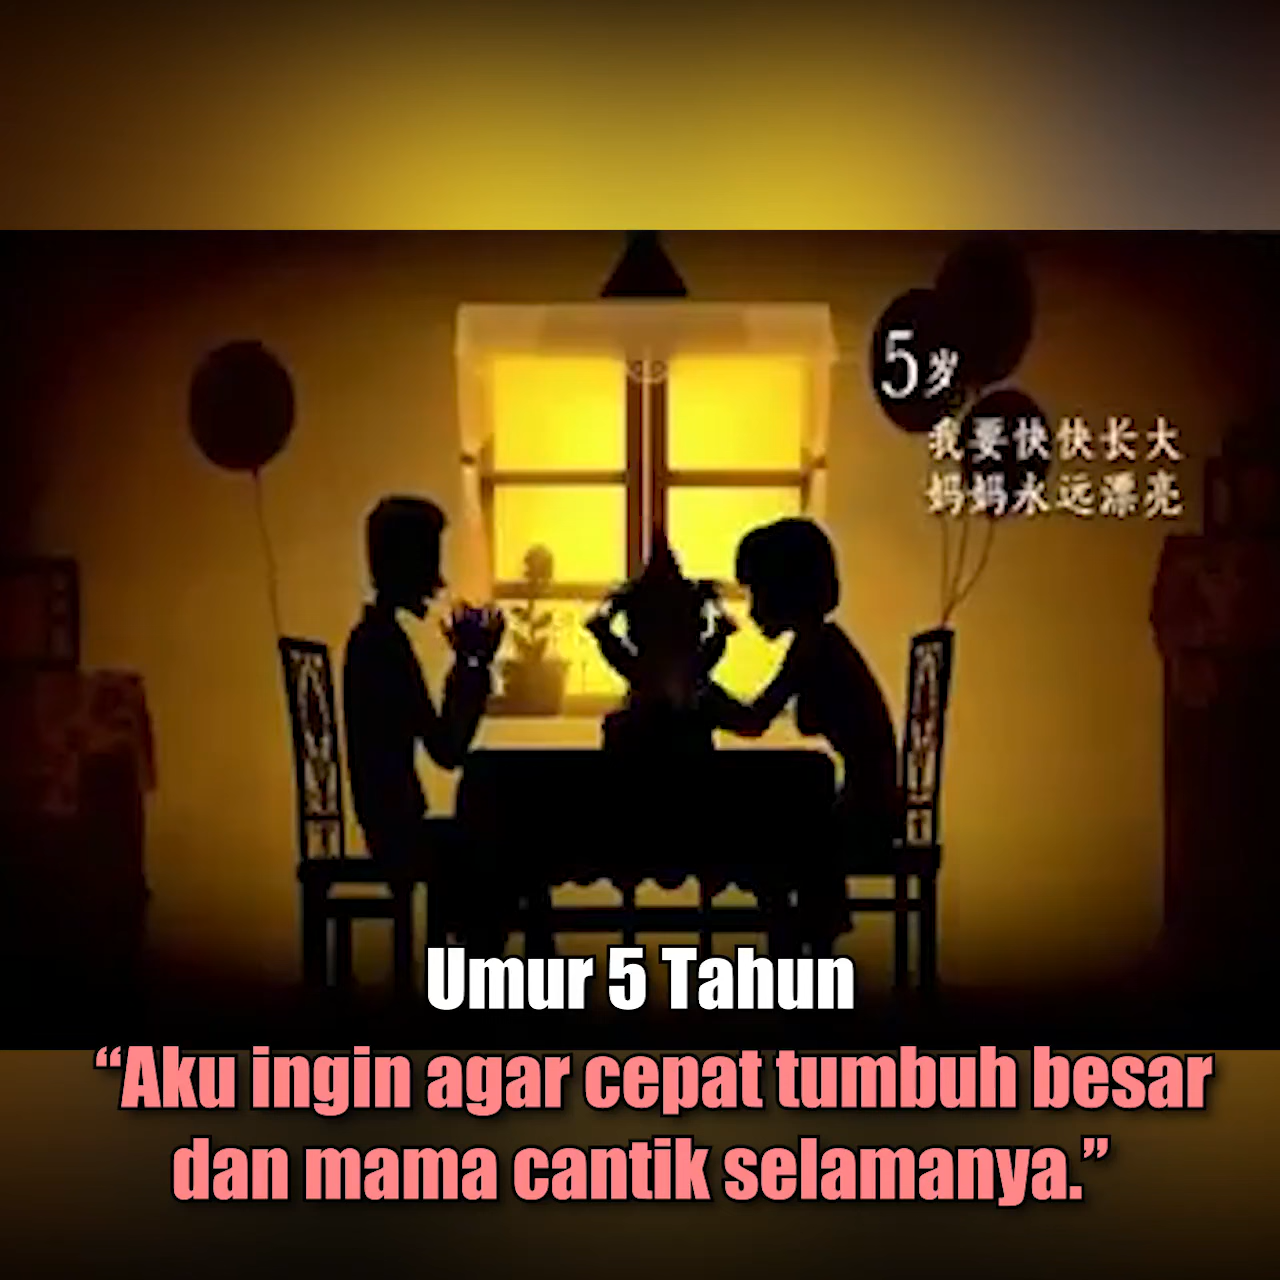 5岁
我要快快长大
妈妈永远漂亮
Umur 5 Tahun
“Aku ingin agar cepat tumbuh besar
dan mama cantik selamanya.”